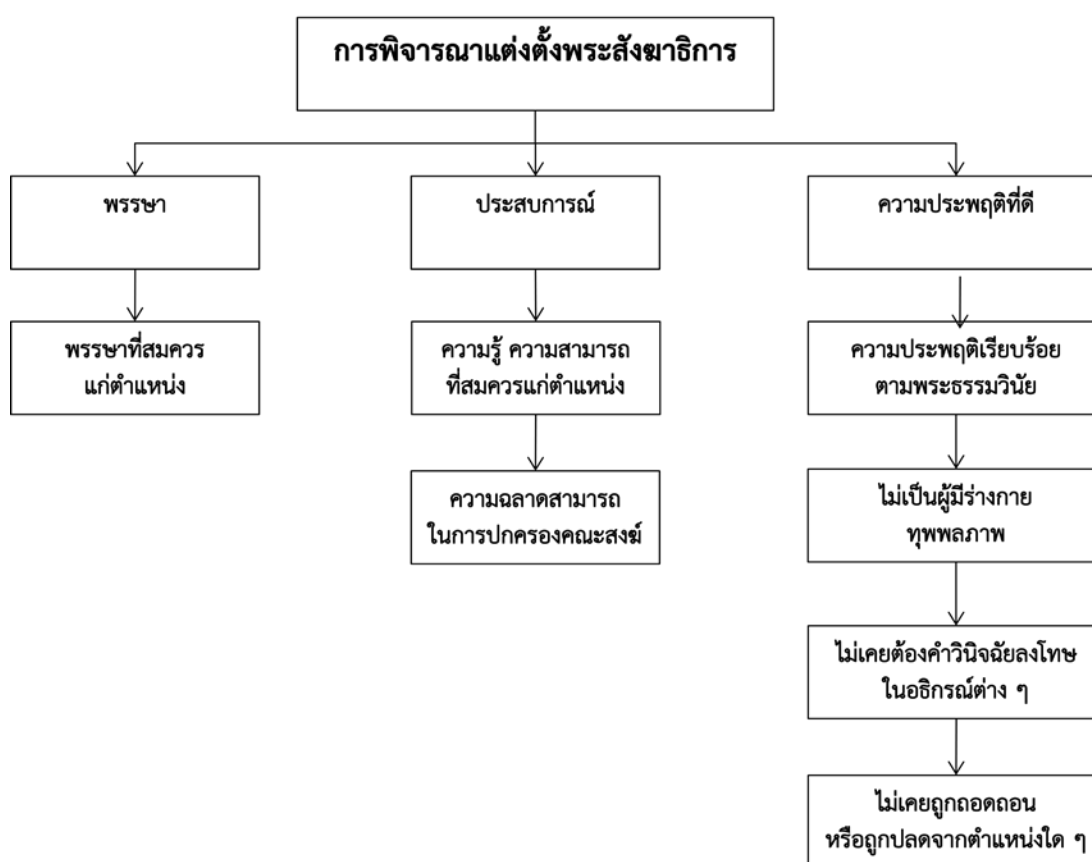 การพิจารณาแต่งตั้งพระสังฆาธิการ
พรรษา
ประสบการณ์
ความประพฤติที่ดี
พรรษาที่สมควร
แก่ตำแหน่ง
ความรู้ ความสามารถ
ที่สมควรแก่ตำแหน่ง
ความประพฤติเรียบร้อย
ตามพระธรรมวินัย
ความฉลาดสามารถ
ในการปกครองคณะสงฆ์
ไม่เป็นผู้มีร่างกาย
ทุพพลภาพ
ไม่เคยต้องคำวินิจฉัยลงโทษ
ในอธิกรณ์ต่าง ๆ
ไม่เคยถูกถอดถอน
หรือถูกปลดจากตำแหน่งใด ๆ